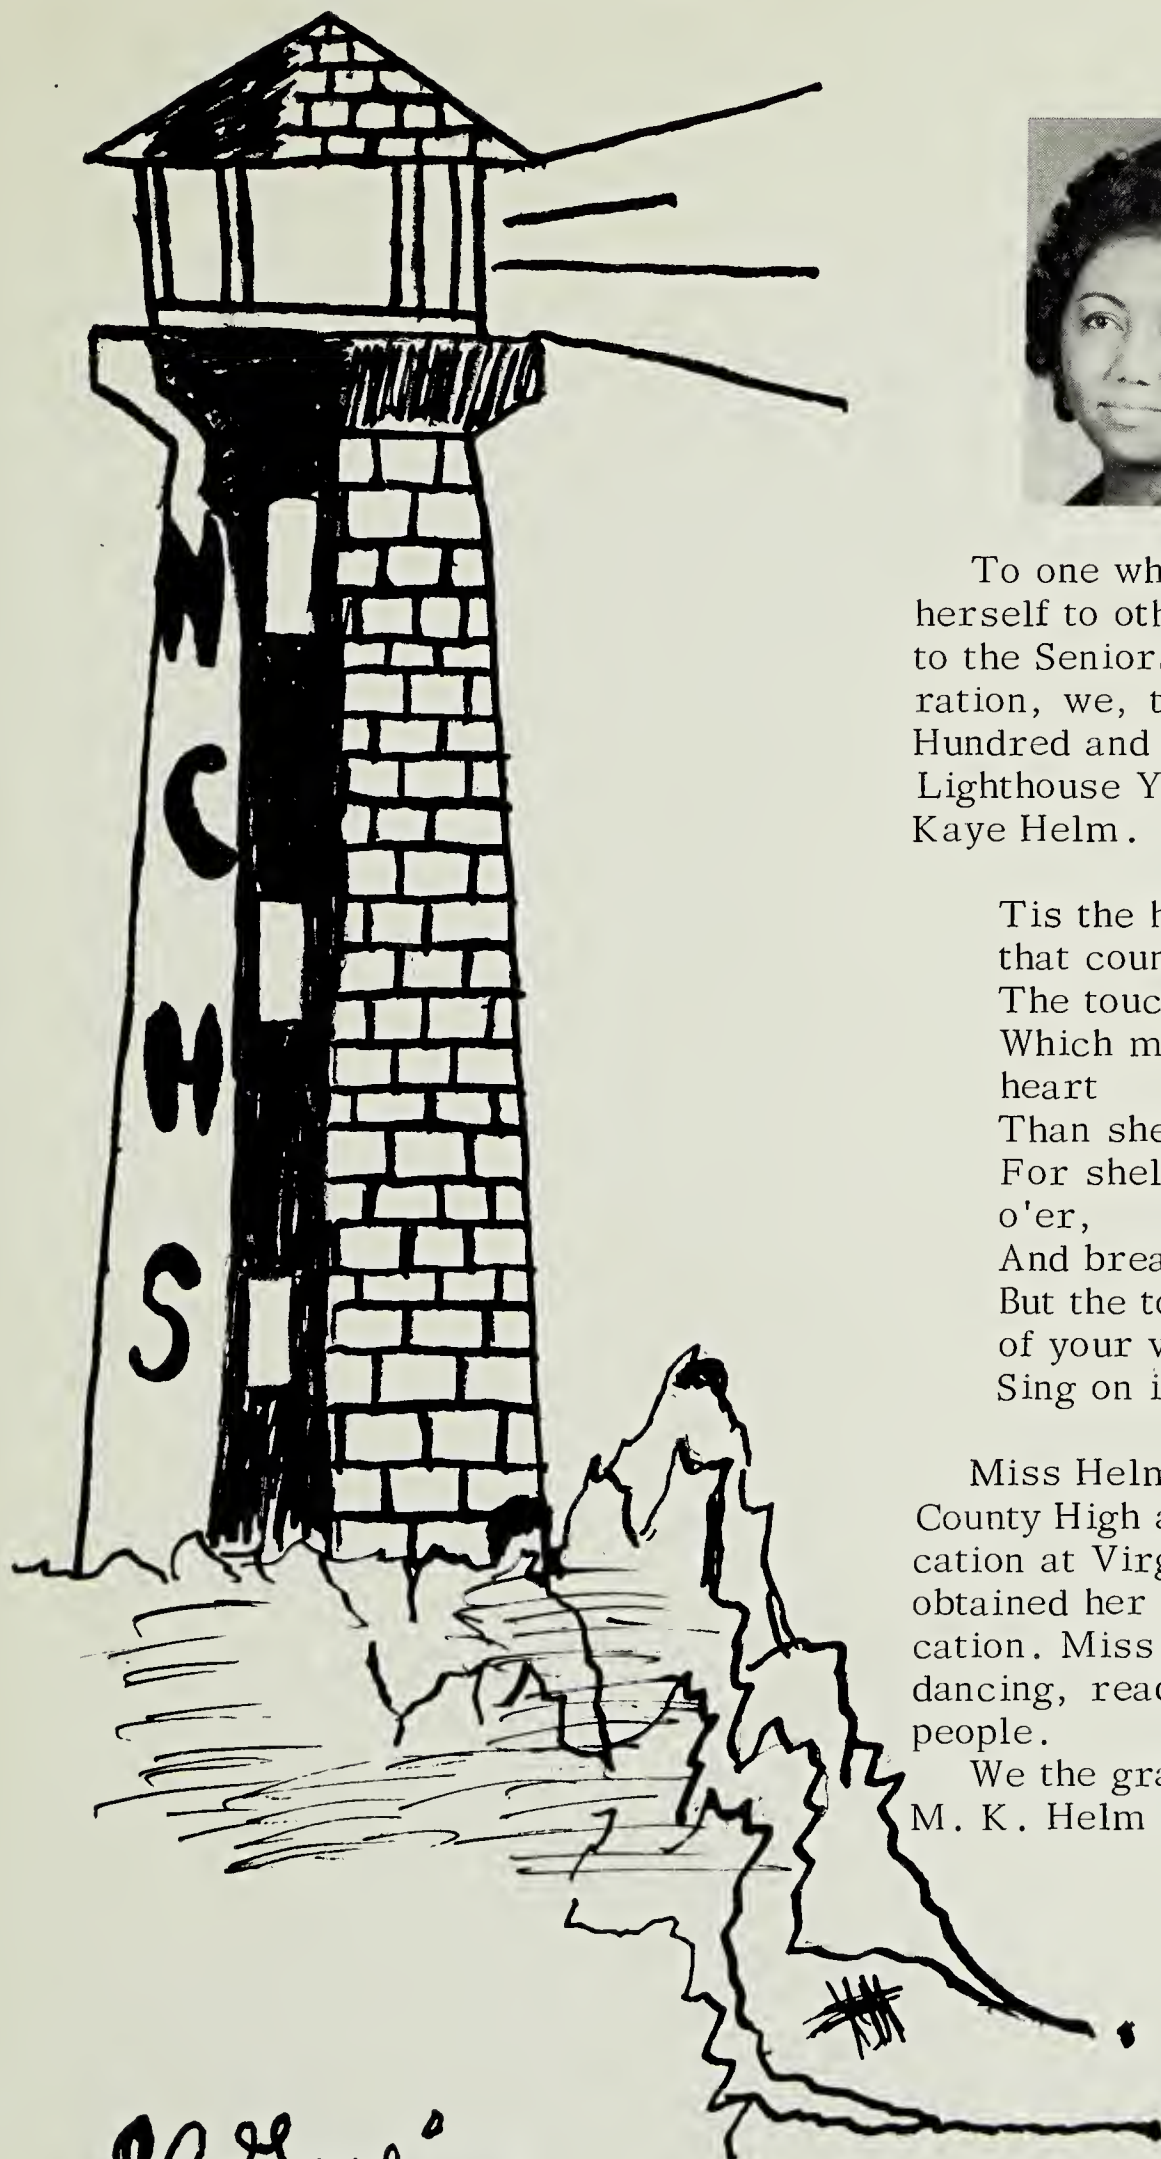 N
C
H
S
To one wh
herself to oth
to the Senior
ration, we, t
Hundred and
Lighthouse Y
Kaye Helm.
Tis the h
that cour
The touc
Which m
heart
Than she
For shel
o'er,
And brea
But the to
of your v
Sing on i
Miss Helm
County High a
cation at Virg
obtained her
cation. Miss
dancing, read
people.
We the gra
M. K. Helm